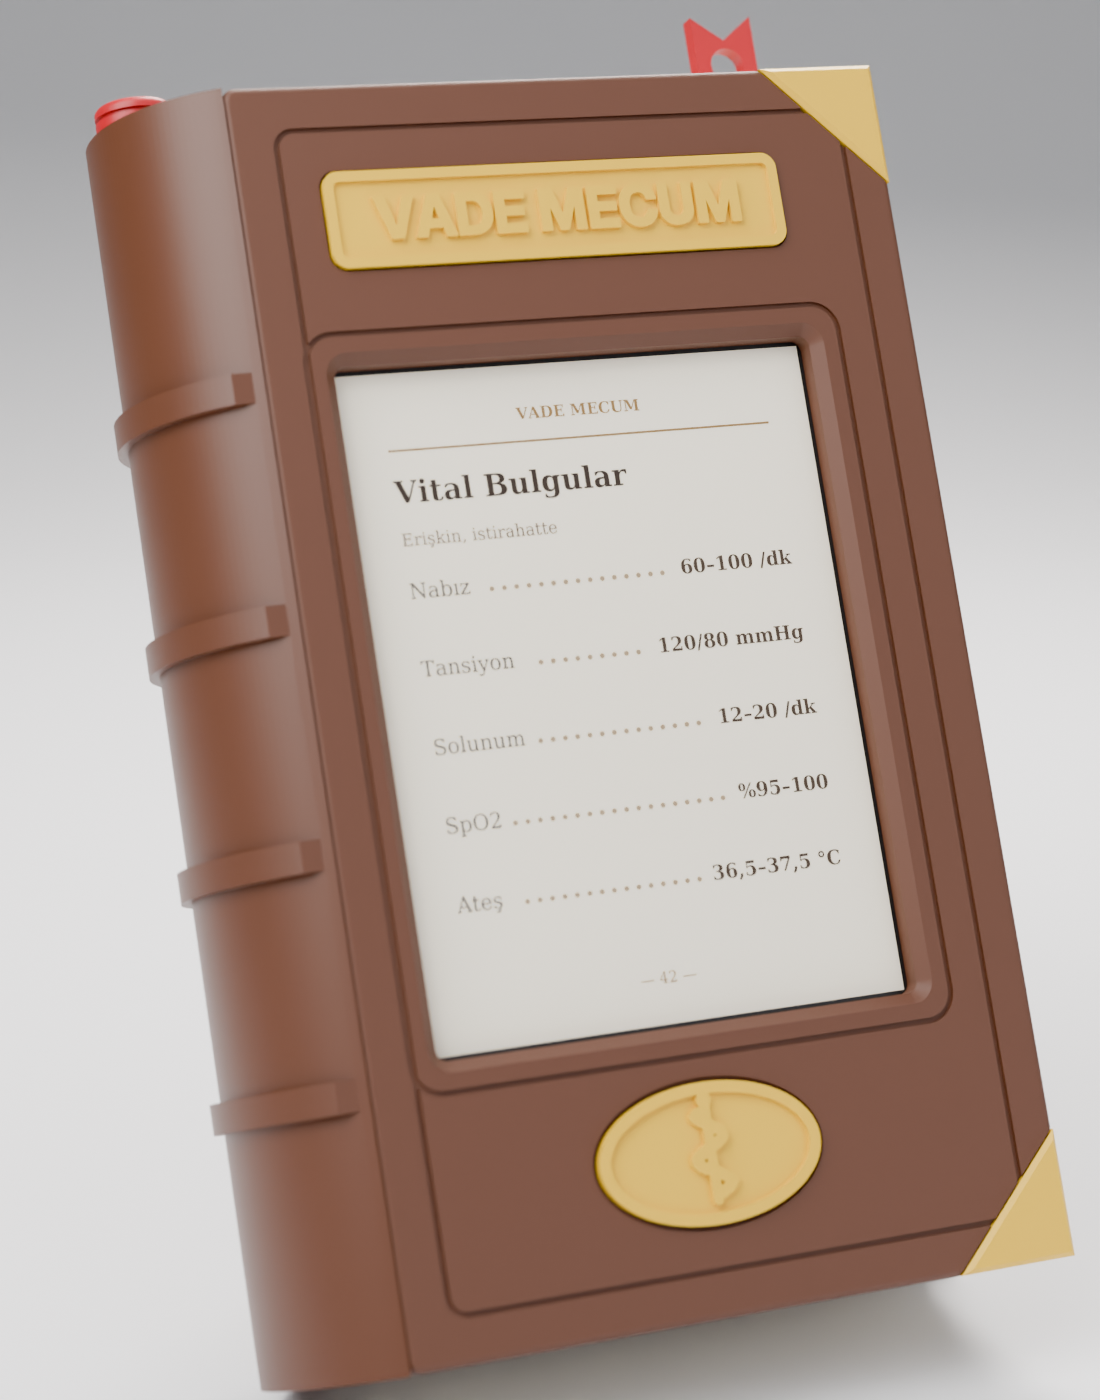 VADE MECUM
VADE MECUM
Vital Bulgular
Erişkin, istirahatte
Nabız ............... 60-100 /dk
Tansiyon ......... 120/80 mmHg
Solunum .............. 12-20 /dk
SpO2 .................. %95-100
Ateş ............... 36,5-37,5 °C
— 42 —